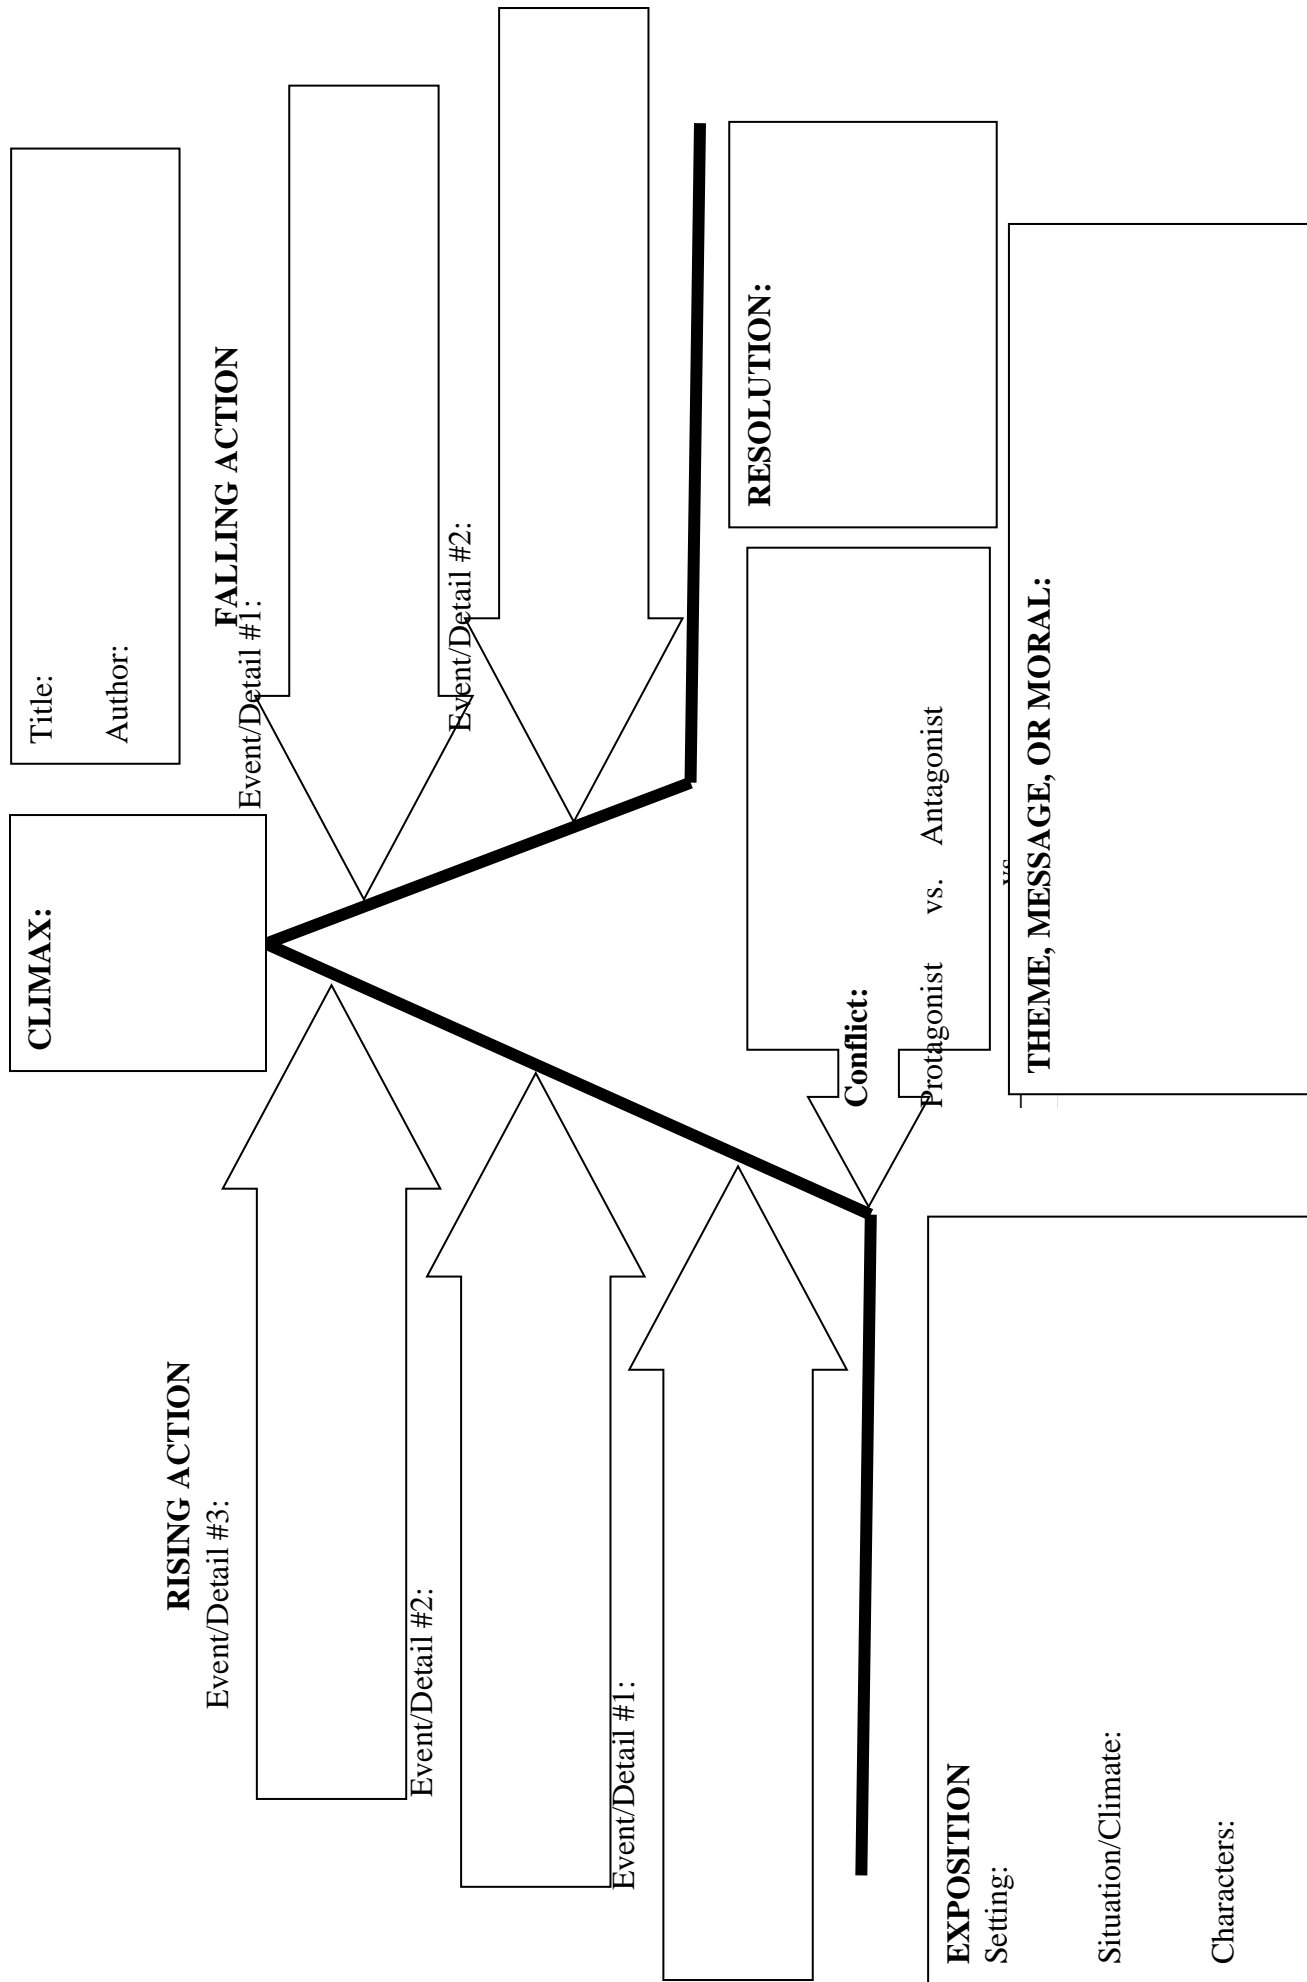 CLIMAX:
Title:
Author:
RISING ACTION
Event/Detail #3:
FALLING ACTION
Event/Detail #1:
Event/Detail #2:
Event/Detail #2:
Event/Detail #1:
RESOLUTION:
Conflict:
Protagonist vs. Antagonist
vs
EXPOSITION
Setting:
Situation/Climate:
Characters:
THEME, MESSAGE, OR MORAL: